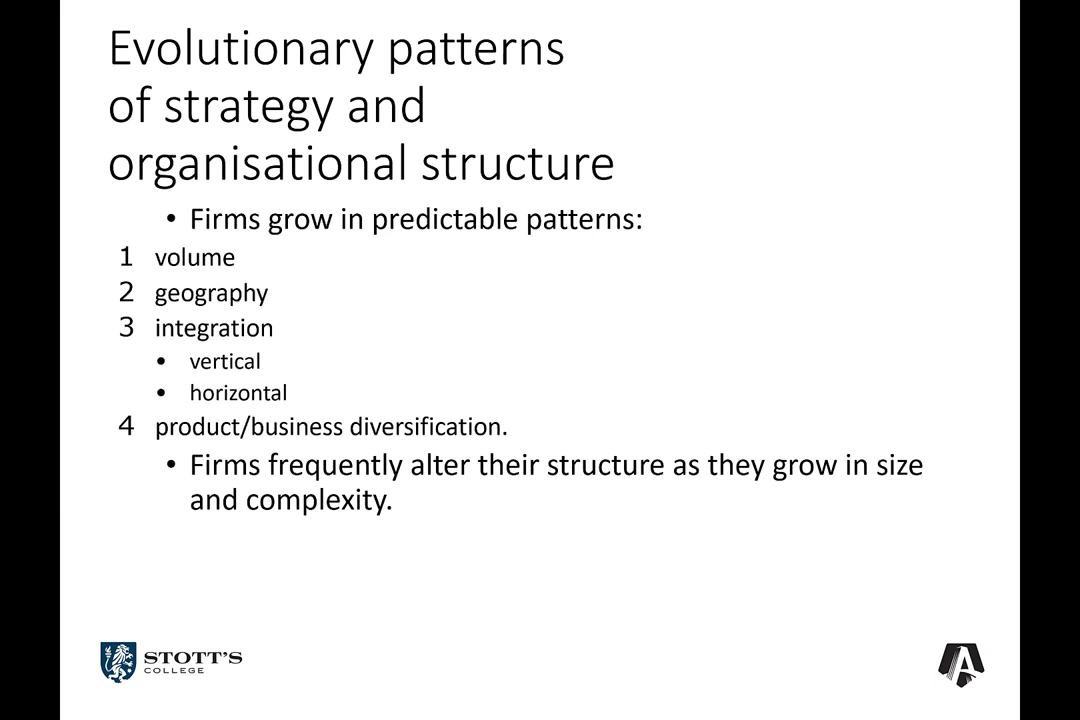 Evolutionary patterns
of strategy and
organisational structure
• Firms grow in predictable patterns:
1 volume
2 geography
3 integration
• vertical
• horizontal
4 product/business diversification.
• Firms frequently alter their structure as they grow in size
and complexity.
STOTT'S
COLLEGE
A